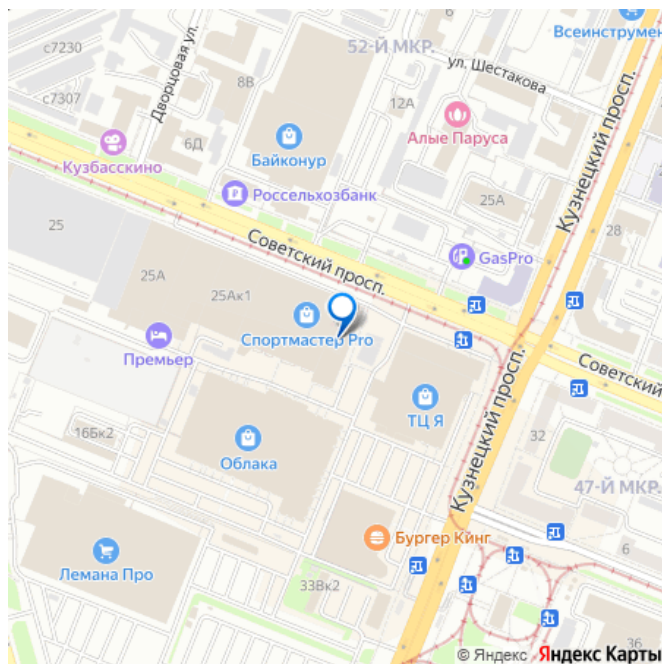 с7230
52-Й МКР.
Всеинструмен
ул. Шестакова
Дворцовая ул.
с7307
8В
12А
6Д
Кузбасскино
Байконур
Алые Паруса
Кузнецкий просп.
Россельхозбанк
25А
25
28
Советский просп.
GasPro
25А
25Ак1
Спортмастер Pro
Премьер
Советский
ТЦ Я
Кузнецкий просп.
16Бк2
Облака
32
47-Й МКР.
Бургер Кинг
6
Лемана Про
33Вк2
36
© Яндекс Яндекс Карты